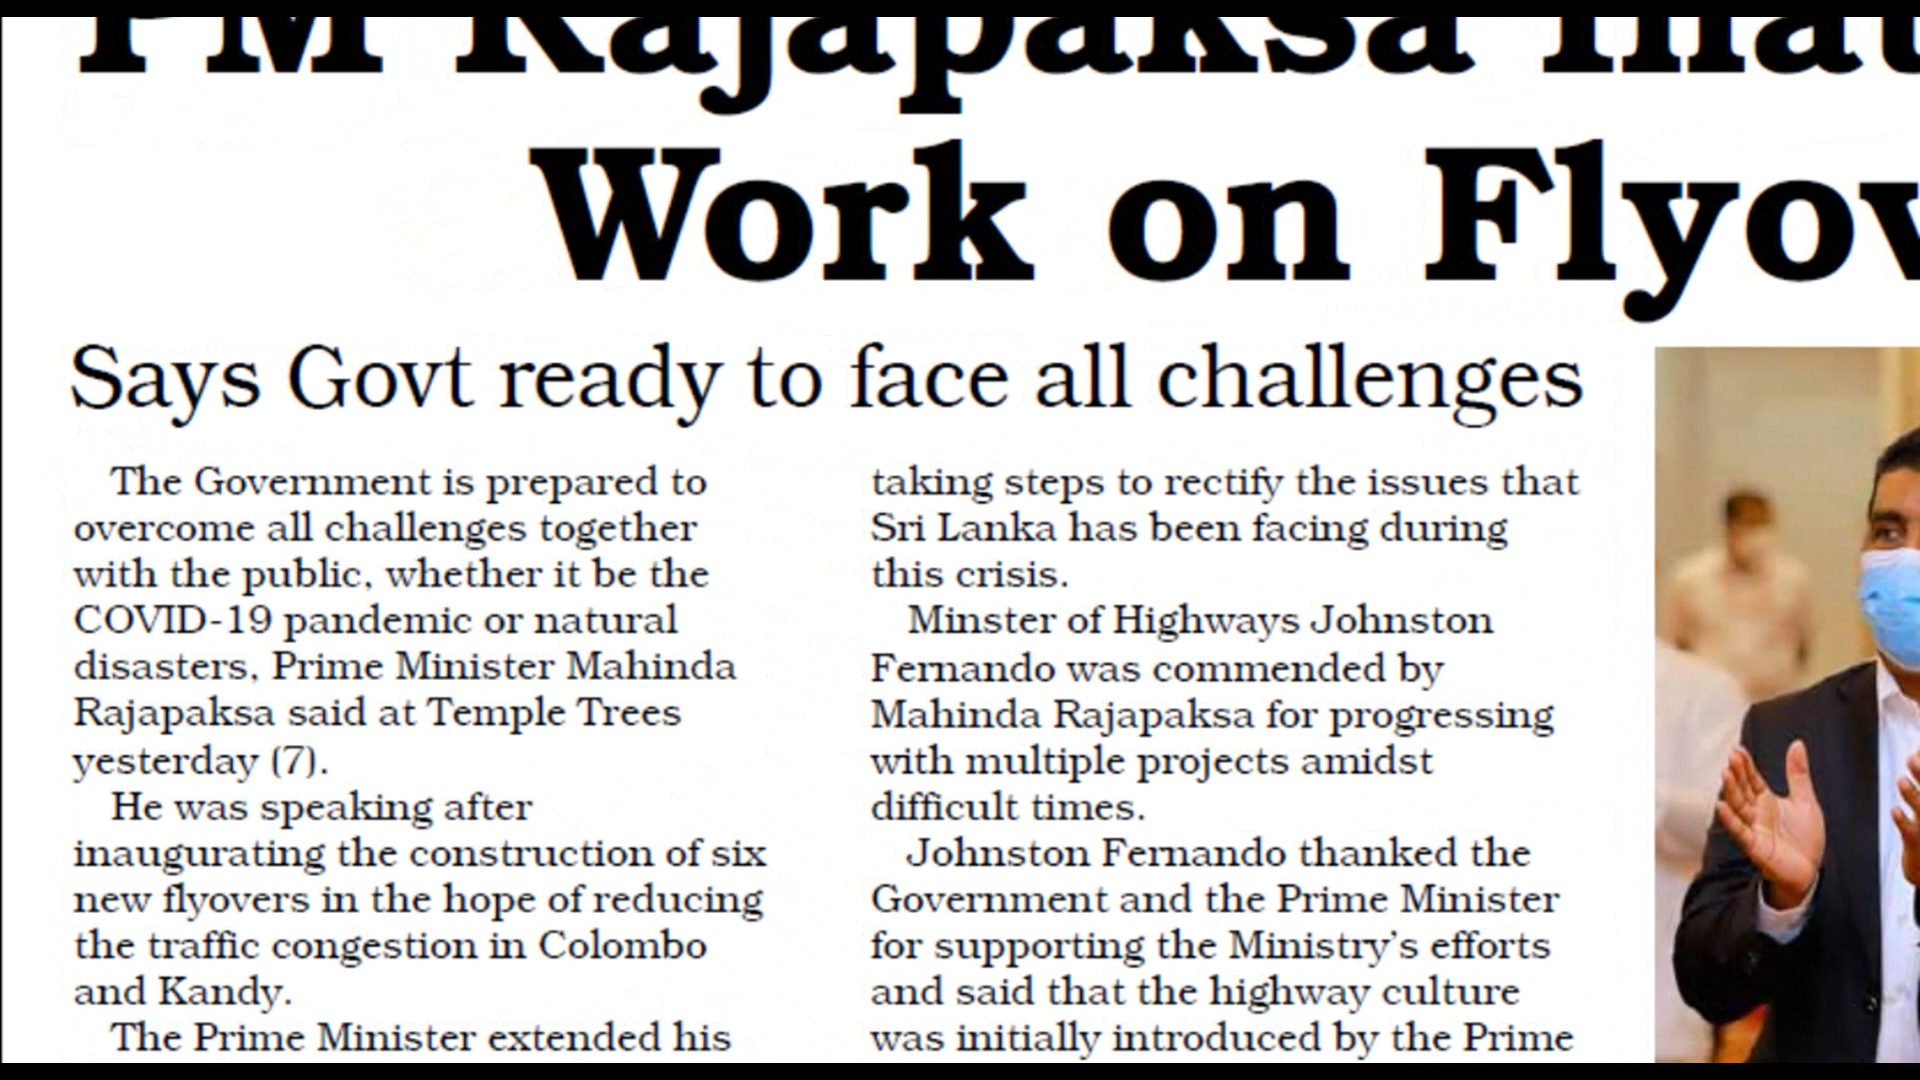 PM Rajapaksa
Work on
Says Govt ready to face all challenges
The Government is prepared to
overcome all challenges together
with the public, whether it be the
COVID-19 pandemic or natural
disasters, Prime Minister Mahinda
Rajapaksa said at Temple Trees
yesterday (7).
He was speaking after
inaugurating the construction of six
new flyovers in the hope of reducing
the traffic congestion in Colombo
and Kandy.
The Prime Minister extended his
taking steps to rectify the issues that
Sri Lanka has been facing during
this crisis.
Minster of Highways Johnston
Fernando was commended by
Mahinda Rajapaksa for progressing
with multiple projects amidst
difficult times.
Johnston Fernando thanked the
Government and the Prime Minister
for supporting the Ministry's efforts
and said that the highway culture
was initially introduced by the Prime